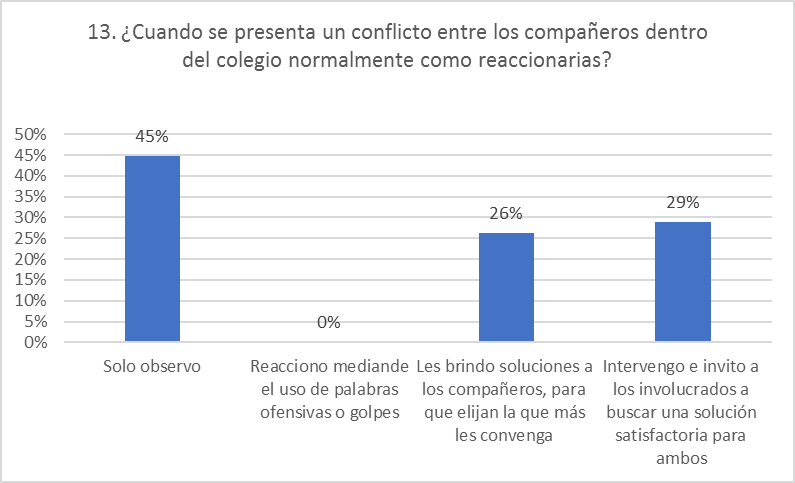 13. ¿Cuando se presenta un conflicto entre los compañeros dentro
del colegio normalmente como reaccionarias?
50%
45%
40%
35%
30%
25%
20%
15%
10%
5%
0%
45%
0%
26%
29%
Solo observo
Reacciono mediande
el uso de palabras
ofensivas o golpes
Les brindo soluciones a
los compañeros, para
que elijan la que más
les convenga
Intervengo e invito a
los involucrados a
buscar una solución
satisfactoria para
ambos